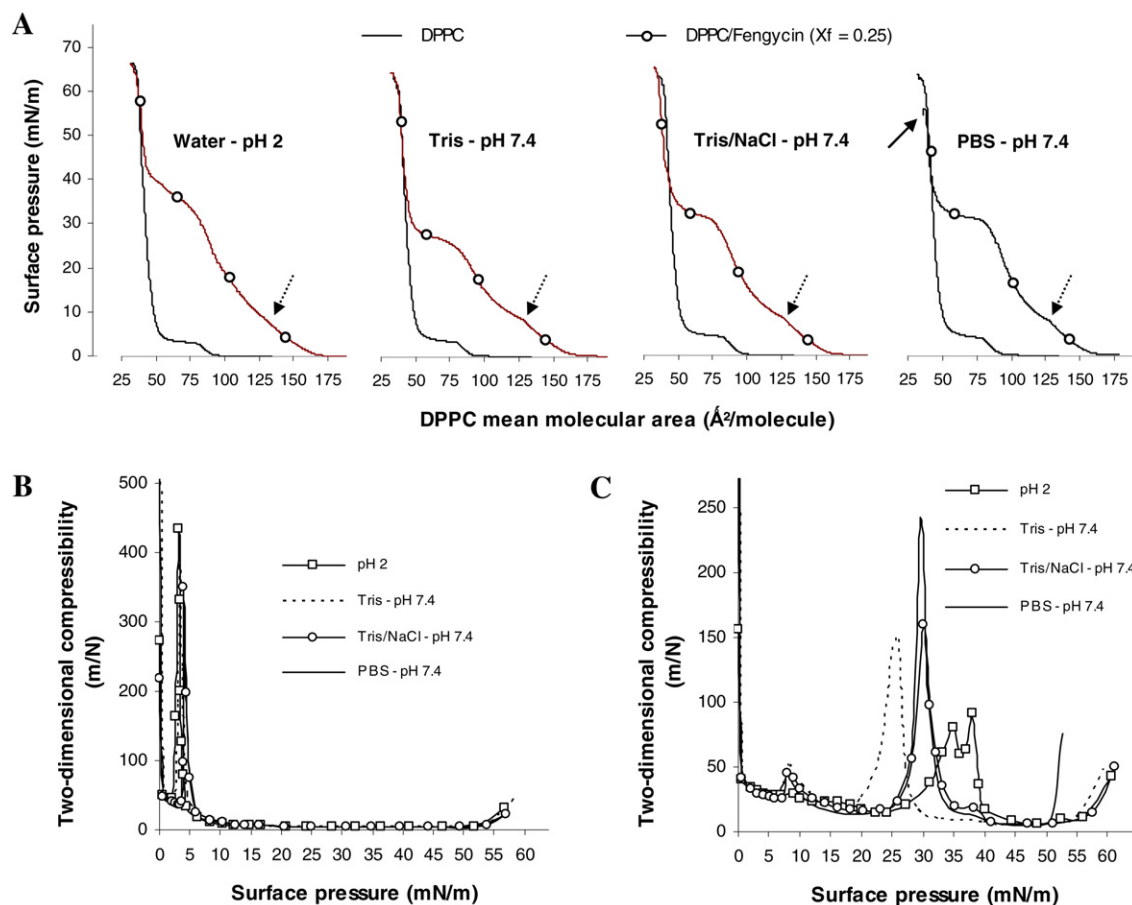 A
DPPC
DPPC/Fengycin (Xf = 0.25)
Surface pressure (mN/m)
70
60
50
40
30
20
10
0
Water - pH 2
Tris - pH 7.4
Tris/NaCl - pH 7.4
PBS - pH 7.4
25 50 75 100 125 150 175
25 50 75 100 125 150 175
25 50 75 100 125 150 175
25 50 75 100 125 150 175
DPPC mean molecular area (Ǻ²/molecule)
B
Two-dimensional compressibility
(m/N)
500
400
300
200
100
50
0
pH 2
Tris - pH 7.4
Tris/NaCl - pH 7.4
PBS - pH 7.4
0 5 10 15 20 25 30 35 40 45 50 55 60
Surface pressure (mN/m)
C
Two-dimensional compressibility
(m/N)
250
200
150
100
50
0
pH 2
Tris - pH 7.4
Tris/NaCl - pH 7.4
PBS - pH 7.4
0 5 10 15 20 25 30 35 40 45 50 55 60
Surface pressure (mN/m)